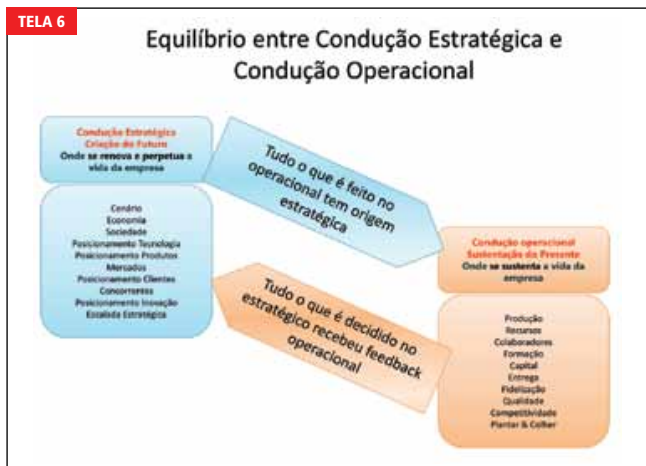 TELA 6
Equilíbrio entre Condução Estratégica e
Condução Operacional
Condução Estratégica
Criação do Futuro
Onde se renova e perpetua a
vida da empresa
Cenário
Economia
Sociedade
Posicionamento Tecnologia
Posicionamento Produtos
Mercados
Posicionamento Clientes
Concorrentes
Posicionamento Inovação
Escalada Estratégica
Tudo o que é feito no
operacional tem origem
estratégica
Tudo o que é decidido no
estratégico recebeu feedback
operacional
Condução operacional
Sustentação do Presente
Onde se sustenta a vida da
empresa
Produção
Recursos
Colaboradores
Formação
Capital
Entrega
Fidelização
Qualidade
Competitividade
Plantar & Colher